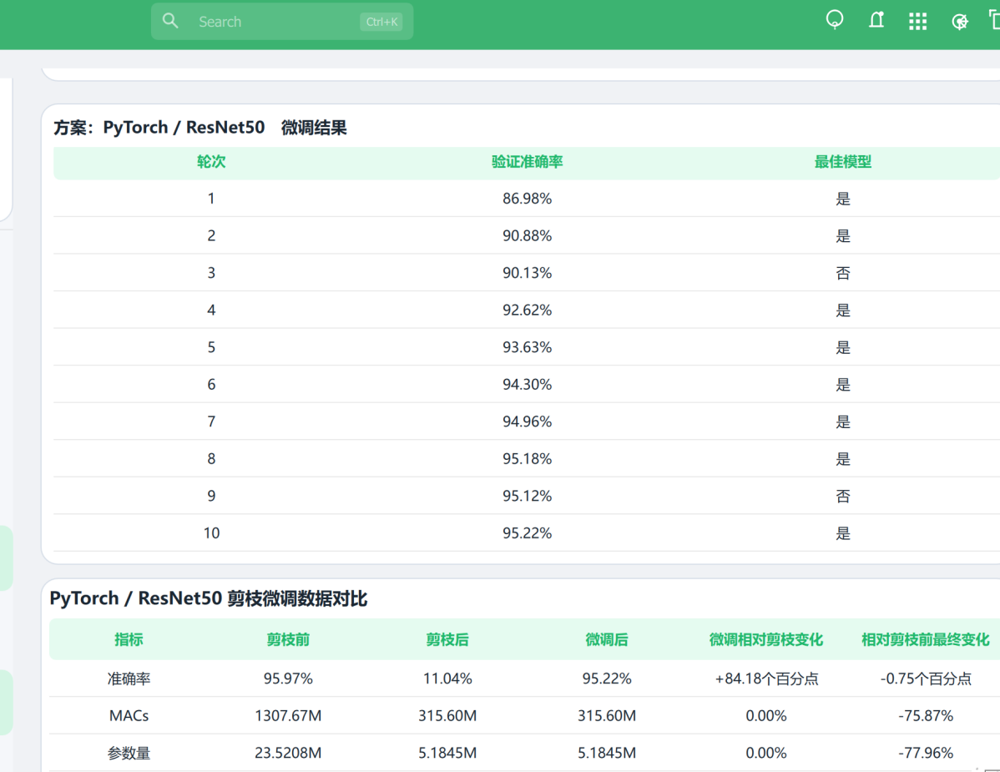 Search Ctrl+K
方案：PyTorch / ResNet50 微调结果
轮次 验证准确率 最佳模型
1 86.98% 是
2 90.88% 是
3 90.13% 否
4 92.62% 是
5 93.63% 是
6 94.30% 是
7 94.96% 是
8 95.18% 是
9 95.12% 否
10 95.22% 是
PyTorch / ResNet50 剪枝微调数据对比
指标 剪枝前 剪枝后 微调后 微调相对剪枝变化 相对剪枝前最终变化
准确率 95.97% 11.04% 95.22% +84.18个百分点 -0.75个百分点
MACs 1307.67M 315.60M 315.60M 0.00% -75.87%
参数量 23.5208M 5.1845M 5.1845M 0.00% -77.96%